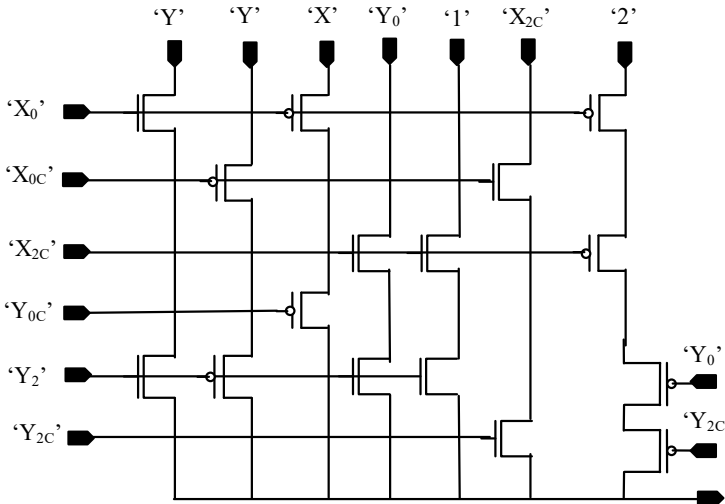 ‘Y’ ‘Y’ ‘X’ ‘Y₀’ ‘1’ ‘X₂C’ ‘2’
‘X₀’
‘X₀C’
‘X₂C’
‘Y₀C’
‘Y₀’
‘Y₂’
‘Y₂C’
‘Y₂C’